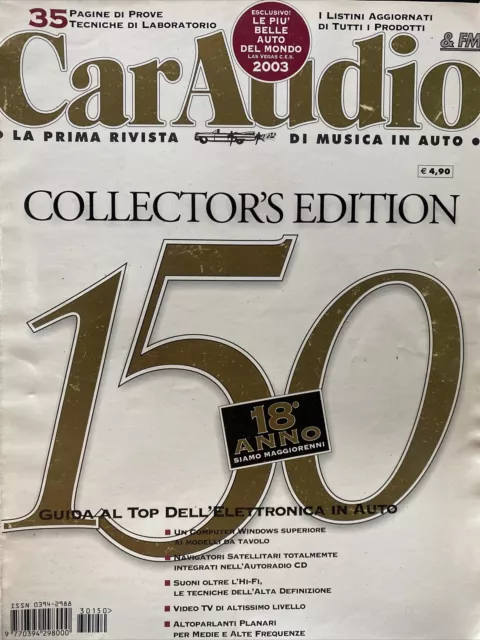 35 Pagine di Prove
Tecniche di Laboratorio
ESCLUSIVO!
LE PIU'
BELLE
AUTO
DEL MONDO
LAS VEGAS C.E.S.
2003
I Listini Aggiornati
di Tutti i Prodotti
CarAudio
& FM
• LA PRIMA RIVISTA DI MUSICA IN AUTO •
€ 4,90
COLLECTOR'S EDITION
150
18°
ANNO
SIAMO MAGGIORENNI
Guida al Top Dell'Elettronica in Auto
Un Computer Windows superiore
ai modelli da tavolo
Navigatori Satellitari totalmente
integrati nell'Autoradio CD
Suoni oltre l'Hi-Fi,
le tecniche dell'Alta Definizione
Video TV di altissimo livello
Altoparlanti Planari
per Medie e Alte Frequenze
ISSN 0394-2988
30150>
9 770394 298000